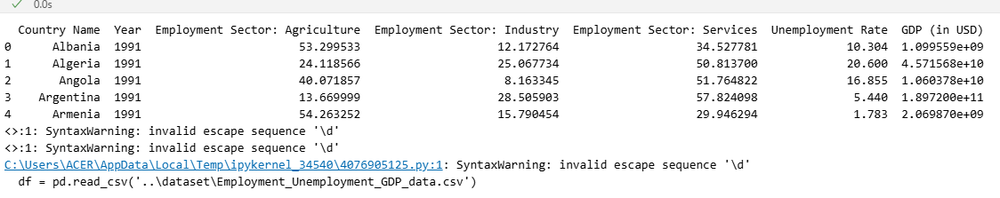 0.0s
Country Name Year Employment Sector: Agriculture Employment Sector: Industry Employment Sector: Services Unemployment Rate GDP (in USD)
0 Albania 1991 53.299533 12.172764 34.527781 10.304 1.099559e+09
1 Algeria 1991 24.118566 25.067734 50.813700 20.600 4.571568e+10
2 Angola 1991 40.071857 8.163345 51.764822 16.855 1.060378e+10
3 Argentina 1991 13.669999 28.505903 57.824098 5.440 1.897200e+11
4 Armenia 1991 54.263252 15.790454 29.946294 1.783 2.069870e+09
<>:1: SyntaxWarning: invalid escape sequence '\d'
<>:1: SyntaxWarning: invalid escape sequence '\d'
C:\Users\ACER\AppData\Local\Temp\ipykernel_34540\4076905125.py:1: SyntaxWarning: invalid escape sequence '\d'
df = pd.read_csv('..\dataset\Employment_Unemployment_GDP_data.csv')